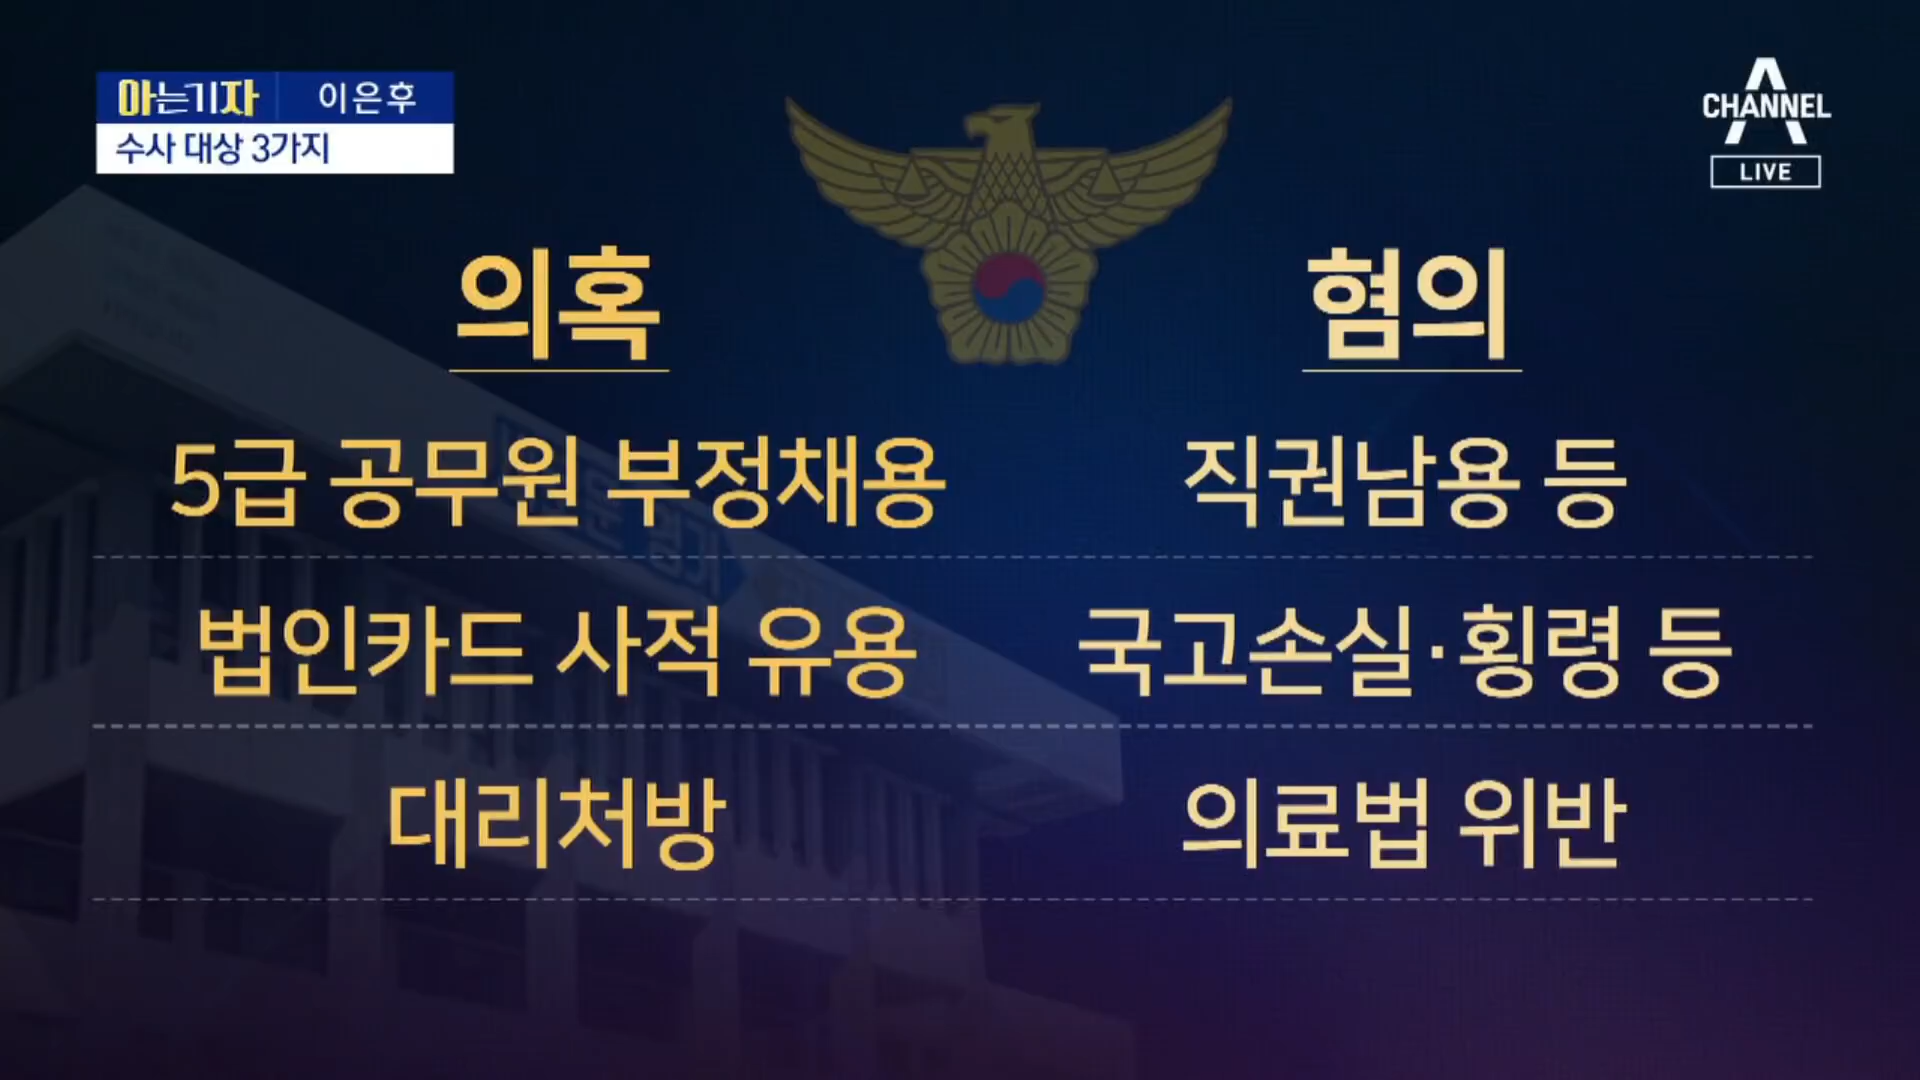 아는기자 이은후
수사 대상 3가지
CHANNEL A
LIVE
의혹 혐의
5급 공무원 부정채용 직권남용 등
법인카드 사적 유용 국고손실·횡령 등
대리처방 의료법 위반